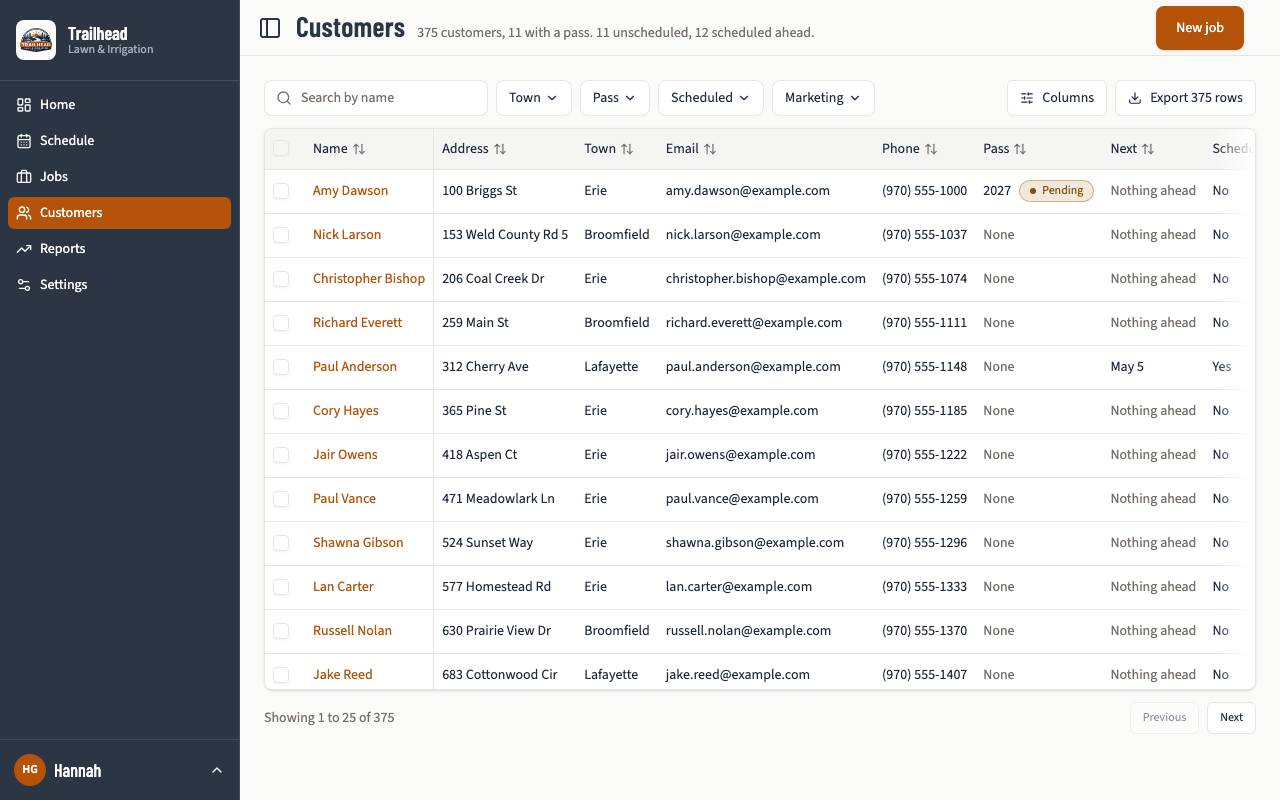 TRAIL HEAD
Trailhead
Lawn & Irrigation
Home
Schedule
Jobs
Customers
Reports
Settings
HG Hannah
Customers 375 customers, 11 with a pass. 11 unscheduled, 12 scheduled ahead. New job
Search by name Town Pass Scheduled Marketing Columns Export 375 rows
Name Address Town Email Phone Pass Next Sched
Amy Dawson 100 Briggs St Erie amy.dawson@example.com (970) 555-1000 2027 Pending Nothing ahead No
Nick Larson 153 Weld County Rd 5 Broomfield nick.larson@example.com (970) 555-1037 None Nothing ahead No
Christopher Bishop 206 Coal Creek Dr Erie christopher.bishop@example.com (970) 555-1074 None Nothing ahead No
Richard Everett 259 Main St Broomfield richard.everett@example.com (970) 555-1111 None Nothing ahead No
Paul Anderson 312 Cherry Ave Lafayette paul.anderson@example.com (970) 555-1148 None May 5 Yes
Cory Hayes 365 Pine St Erie cory.hayes@example.com (970) 555-1185 None Nothing ahead No
Jair Owens 418 Aspen Ct Erie jair.owens@example.com (970) 555-1222 None Nothing ahead No
Paul Vance 471 Meadowlark Ln Erie paul.vance@example.com (970) 555-1259 None Nothing ahead No
Shawna Gibson 524 Sunset Way Erie shawna.gibson@example.com (970) 555-1296 None Nothing ahead No
Lan Carter 577 Homestead Rd Erie lan.carter@example.com (970) 555-1333 None Nothing ahead No
Russell Nolan 630 Prairie View Dr Broomfield russell.nolan@example.com (970) 555-1370 None Nothing ahead No
Jake Reed 683 Cottonwood Cir Lafayette jake.reed@example.com (970) 555-1407 None Nothing ahead No
Showing 1 to 25 of 375 Previous Next